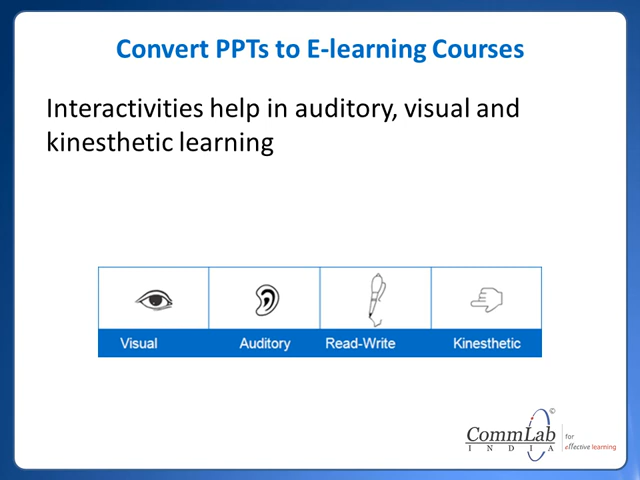 Convert PPTs to E-learning Courses
Interactivities help in auditory, visual and
kinesthetic learning
Visual Auditory Read-Write Kinesthetic
©
CommLab for
INDIA effective learning